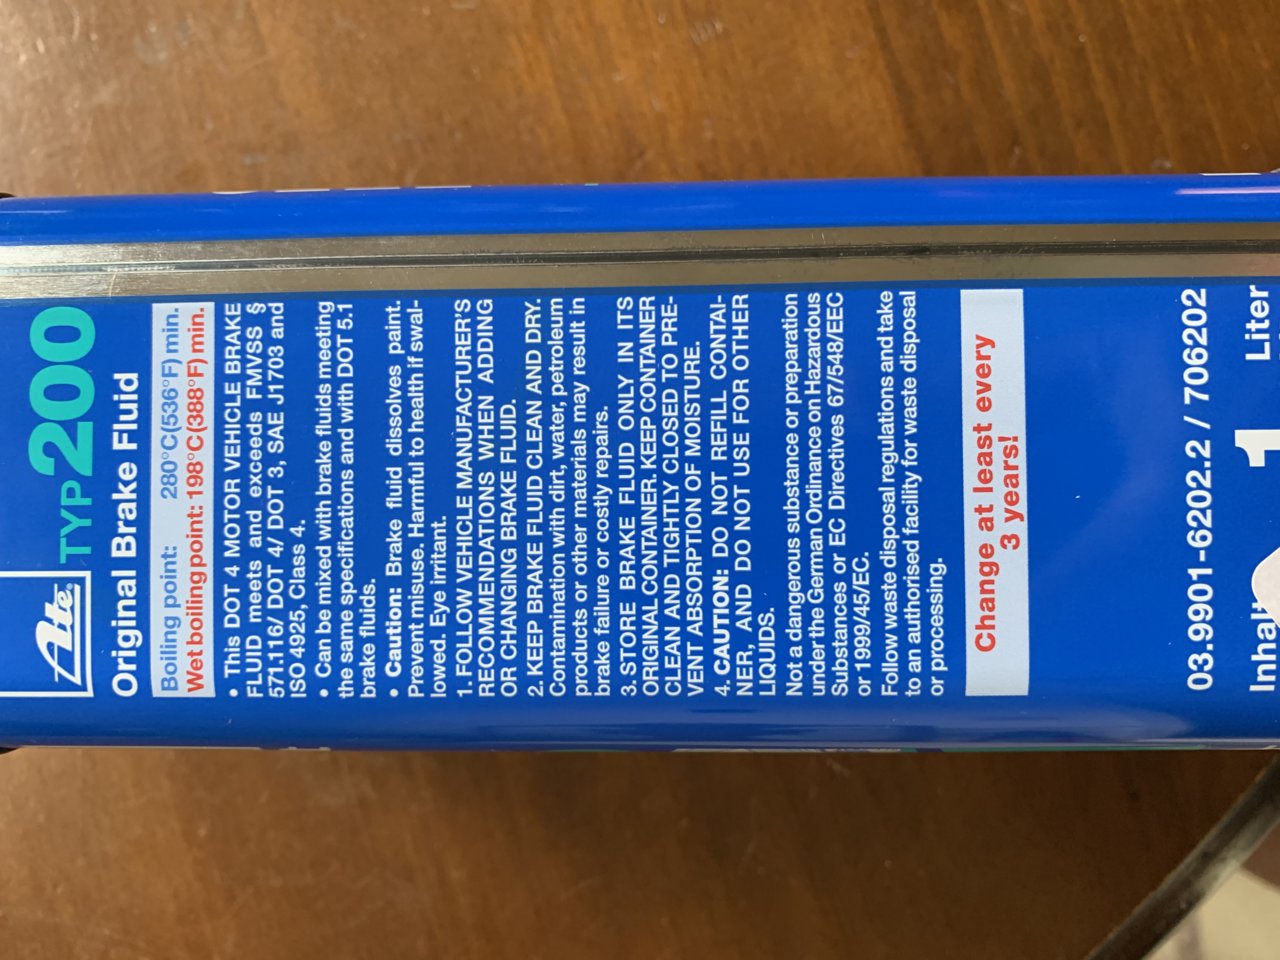 Ate TYP 200
Original Brake Fluid
Boiling point: 280°C(536°F) min.
Wet boilingpoint: 198°C(388°F) min.
• This DOT 4 MOTOR VEHICLE BRAKE
FLUID meets and exceeds FMVSS §
571.116/ DOT 4/ DOT 3, SAE J1703 and
ISO 4925, Class 4.
• Can be mixed with brake fluids meeting
the same specifications and with DOT 5.1
brake fluids.
• Caution: Brake fluid dissolves paint.
Prevent misuse. Harmful to health if swal-
lowed. Eye irritant.
1. FOLLOW VEHICLE MANUFACTURER'S
RECOMMENDATIONS WHEN ADDING
OR CHANGING BRAKE FLUID.
2. KEEP BRAKE FLUID CLEAN AND DRY.
Contamination with dirt, water, petroleum
products or other materials may result in
brake failure or costly repairs.
3. STORE BRAKE FLUID ONLY IN ITS
ORIGINAL CONTAINER. KEEP CONTAINER
CLEAN AND TIGHTLY CLOSED TO PRE-
VENT ABSORPTION OF MOISTURE.
4. CAUTION: DO NOT REFILL CONTAI-
NER, AND DO NOT USE FOR OTHER
LIQUIDS.
Not a dangerous substance or preparation
under the German Ordinance on Hazardous
Substances or EC Directives 67/548/EEC
or 1999/45/EC.
Follow waste disposal regulations and take
to an authorised facility for waste disposal
or processing.
Change at least every
3 years!
03.9901-6202.2 / 706202
Inhalt 1 Liter